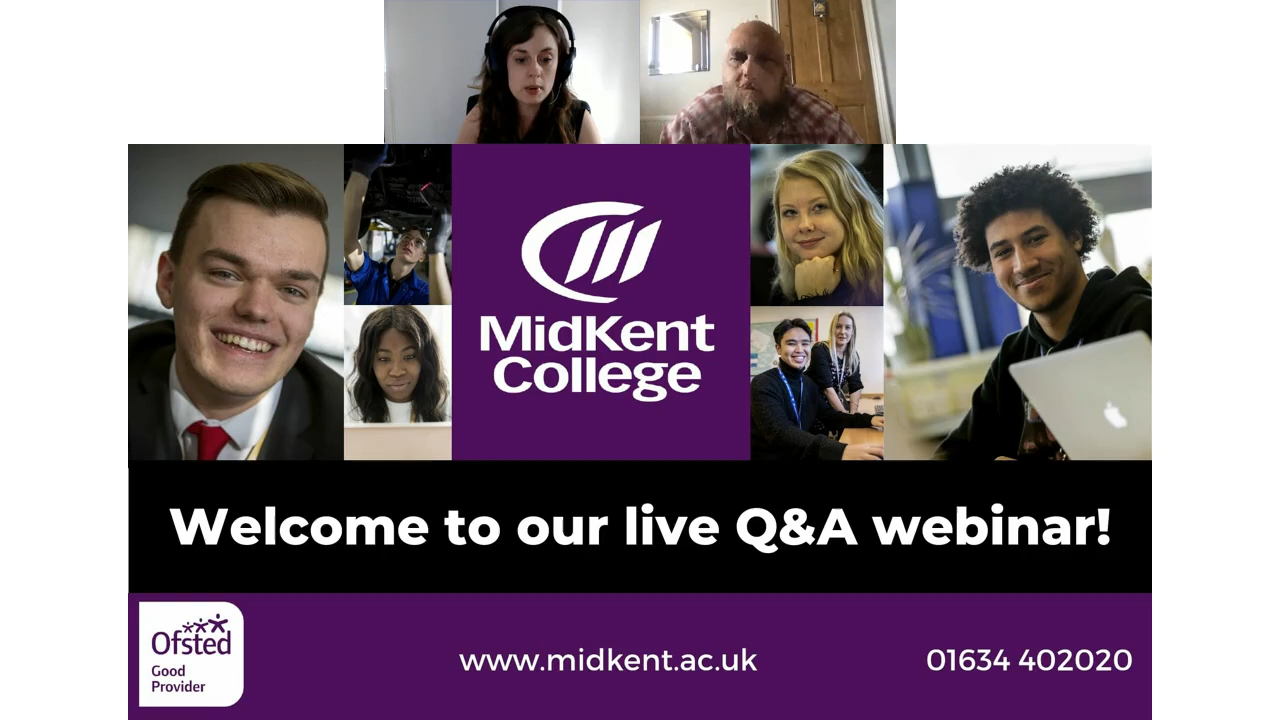 MidKent
College
Welcome to our live Q&A webinar!
Ofsted
Good
Provider
www.midkent.ac.uk
01634 402020